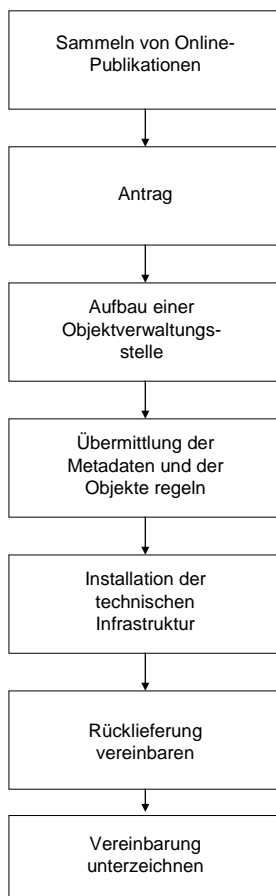 Sammeln von Online-
Publikationen
Antrag
Aufbau einer
Objektverwaltungs-
stelle
Übermittlung der
Metadaten und der
Objekte regeln
Installation der
technischen
Infrastruktur
Rücklieferung
vereinbaren
Vereinbarung
unterzeichnen